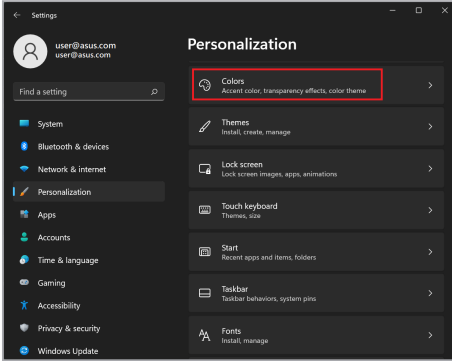 Settings
user@asus.com
user@asus.com
Find a setting
System
Bluetooth & devices
Network & internet
Personalization
Apps
Accounts
Time & language
Gaming
Accessibility
Privacy & security
Windows Update
Personalization
Colors
Accent color, transparency effects, color theme
Themes
Install, create, manage
Lock screen
Lock screen images, apps, animations
Touch keyboard
Themes, size
Start
Recent apps and items, folders
Taskbar
Taskbar behaviors, system pins
Fonts
Install, manage